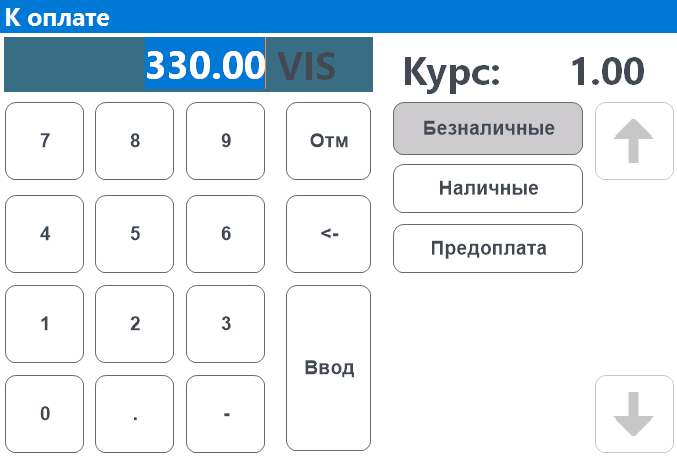 К оплате
330.00 VIS
Курс: 1.00
7 8 9 Отм
Безналичные
Наличные
4 5 6 <-
Предоплата
1 2 3
Ввод
0 . -